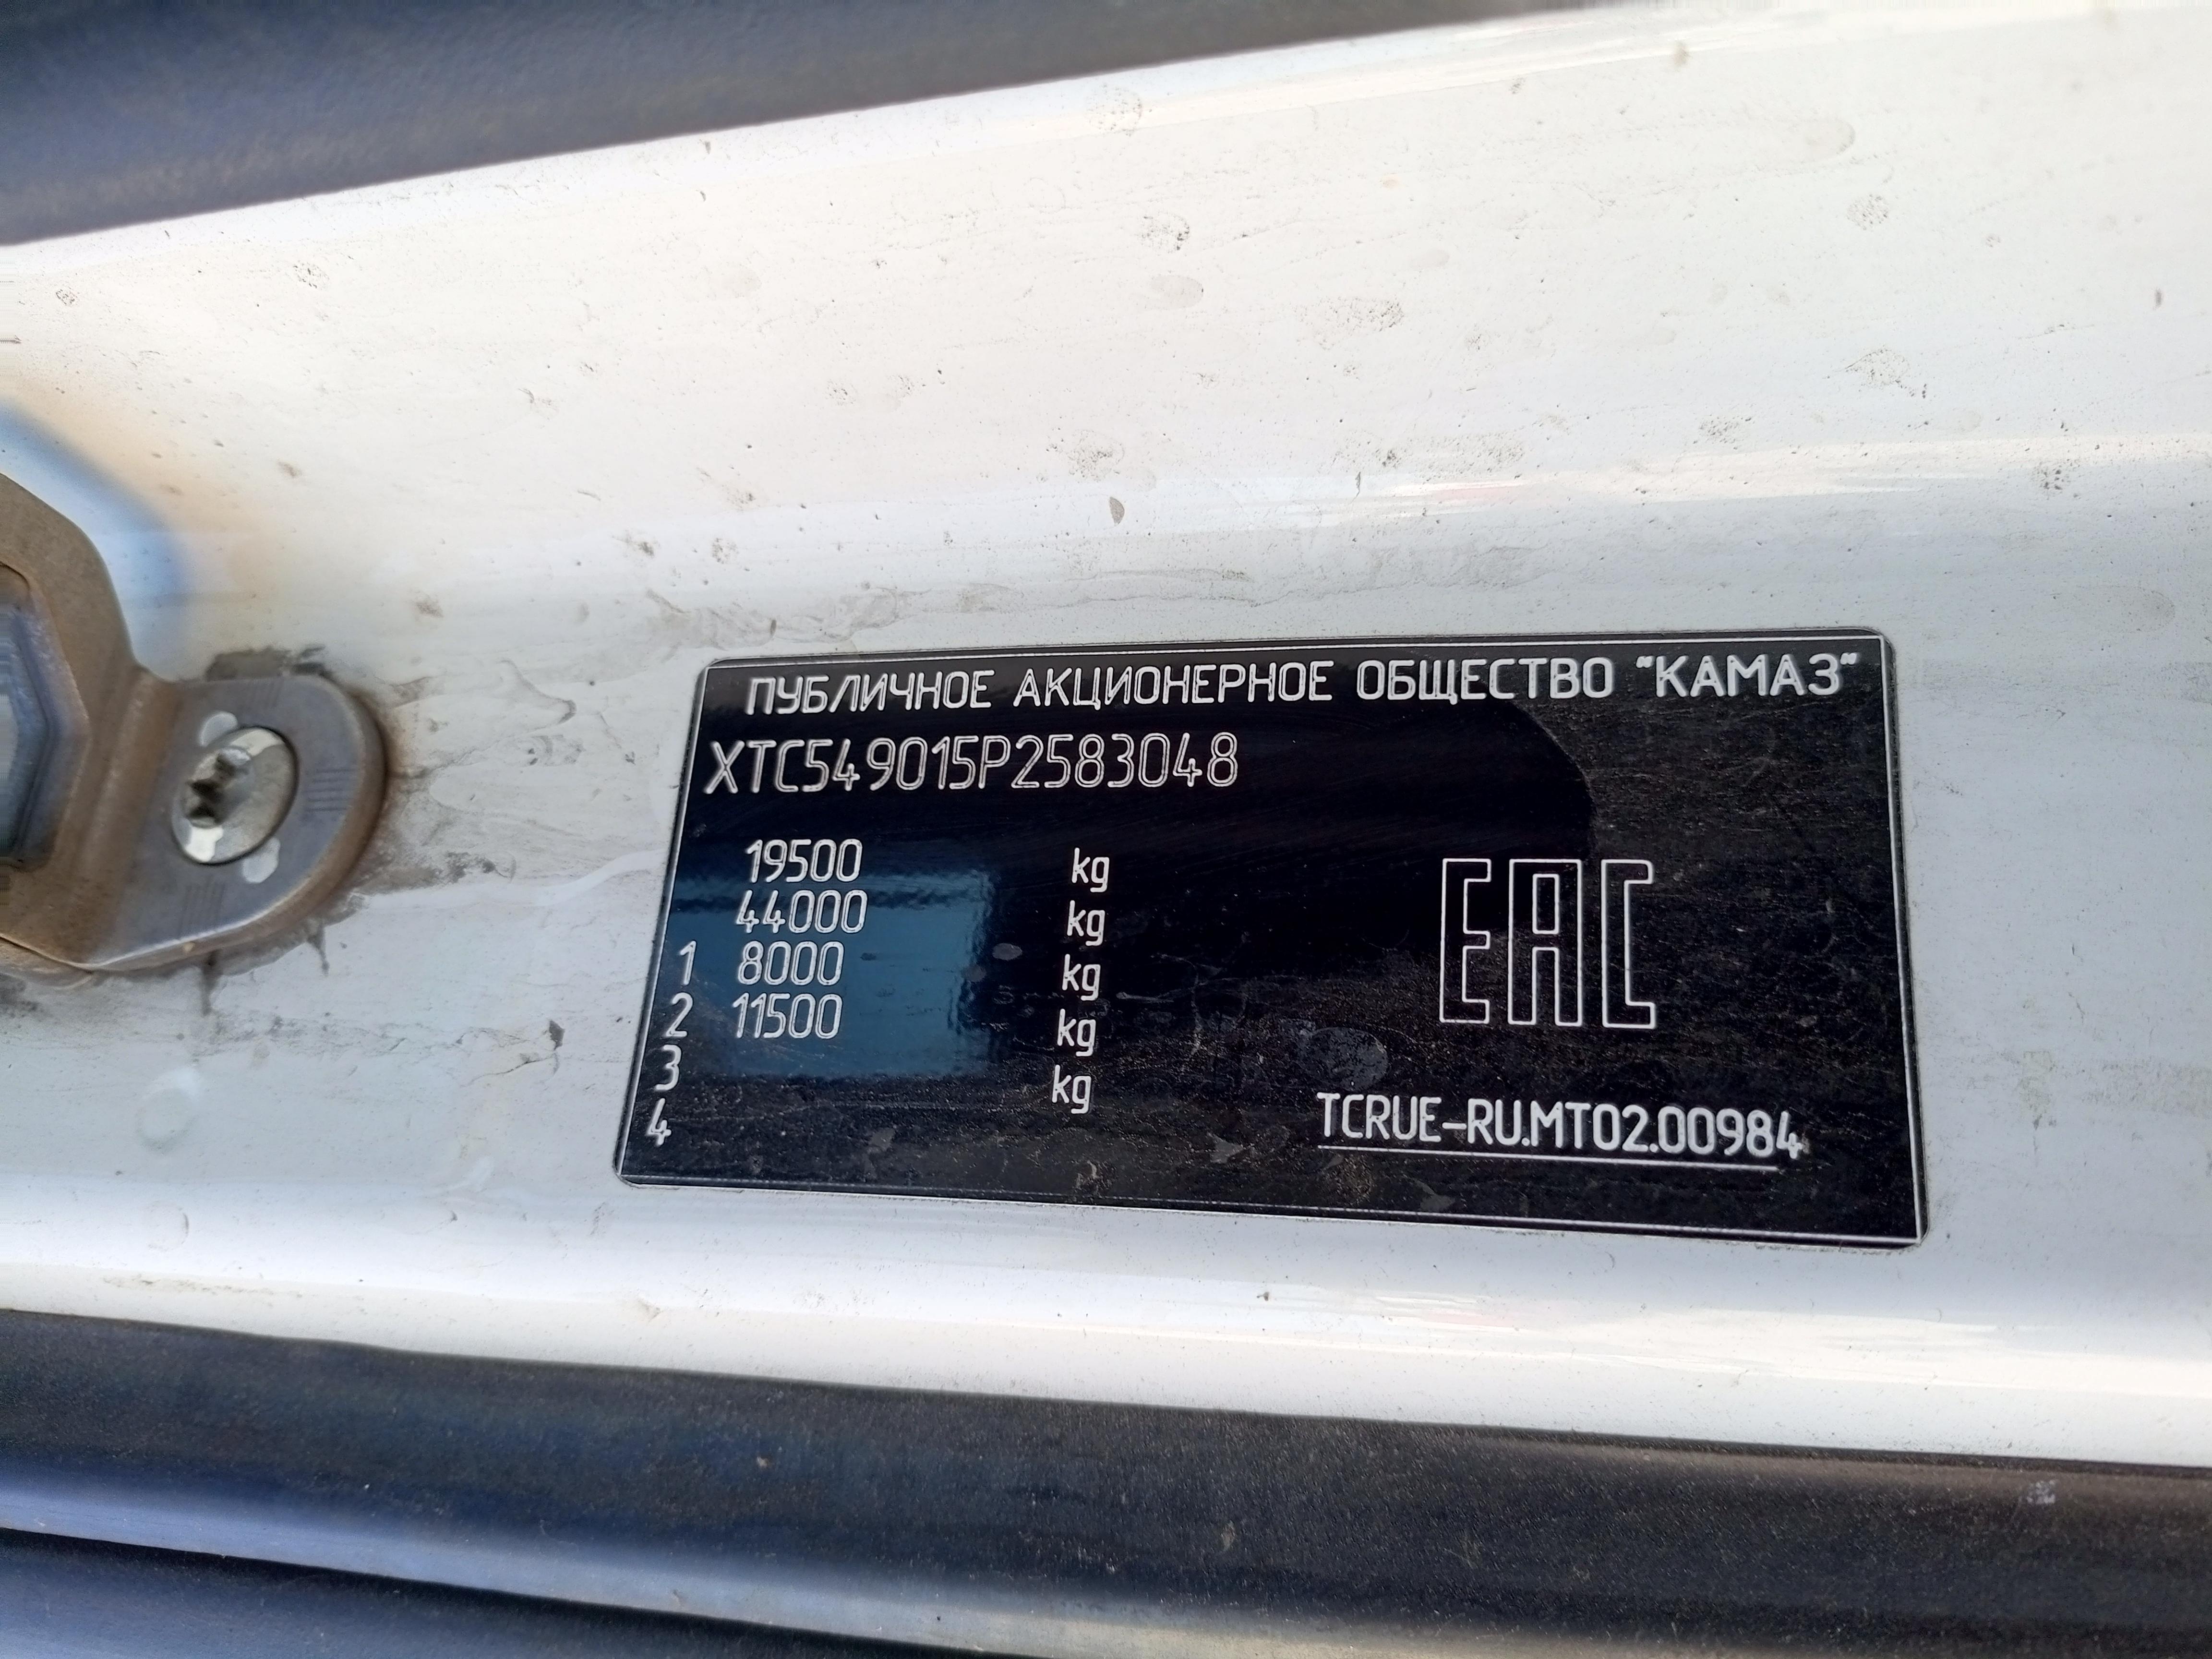 ПУБЛИЧНОЕ АКЦИОНЕРНОЕ ОБЩЕСТВО "КАМАЗ"
XTC549015P2583048
19500 kg
44000 kg
1 8000 kg
2 11500 kg
3 kg
4
EAC
TCRUE-RU.MT02.00984